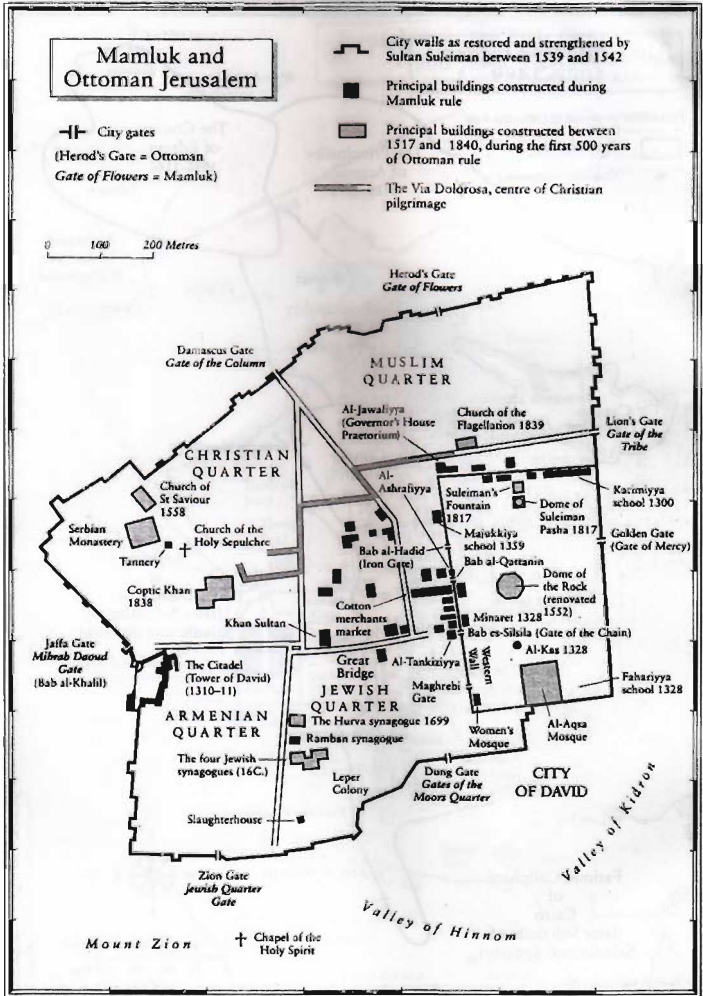 Mamluk and
Ottoman Jerusalem
City gates
(Herod's Gate = Ottoman
Gate of Flowers = Mamluk)
0 100 200 Metres
City walls as restored and strengthened by
Sultan Suleiman between 1539 and 1542
Principal buildings constructed during
Mamluk rule
Principal buildings constructed between
1517 and 1840, during the first 500 years
of Ottoman rule
The Via Dolorosa, centre of Christian
pilgrimage
Herod's Gate
Gate of Flowers
Damascus Gate
Gate of the Column
MUSLIM
QUARTER
Al-Jawaliyya
(Governor's House
Praetorium)
Church of the
Flagellation 1839
Lion's Gate
Gate of the
Tribe
CHRISTIAN
QUARTER
Al-
Ashrafiyya
Church of
St Saviour
1558
Suleiman's
Fountain
1817
Karimiyya
school 1300
Dome of
Suleiman
Pasha 1817
Serbian
Monastery
Church of the
Holy Sepulchre
Tannery
Majukkiya
school 1359
Golden Gate
(Gate of Mercy)
Bab al-Hadid
(Iron Gate)
Bab al-Qattanin
Coptic Khan
1838
Dome of
the Rock
(renovated
1552)
Cotton
merchants
market
Khan Sultan
Minaret 1328
Bab es-Silsila (Gate of the Chain)
Al-Kas 1328
Jaffa Gate
Mihrab Daoud
Gate
(Bab al-Khalil)
The Citadel
(Tower of David)
(1310-11)
Great
Bridge
Al-Tankiziyya
Western
Wall
JEWISH
QUARTER
Maghrebi
Gate
Fahariyya
school 1328
ARMENIAN
QUARTER
The Hurva synagogue 1699
Women's
Mosque
Al-Aqsa
Mosque
Ramban synagogue
The four Jewish
synagogues (16C.)
Leper
Colony
Dung Gate
Gates of the
Moors Quarter
CITY
OF DAVID
Slaughterhouse
Valley of Kidron
Zion Gate
Jewish Quarter
Gate
Valley of Hinnom
Mount Zion
Chapel of the
Holy Spirit